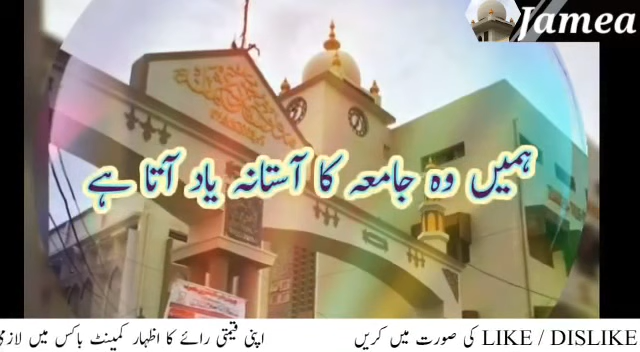 Jamea
ہمیں وہ جامعہ کا آستانہ یاد آتا ہے
LIKE / DISLIKE کی صورت میں کریں اپنی قیمتی رائے کا اظہار کمینٹ باکس میں